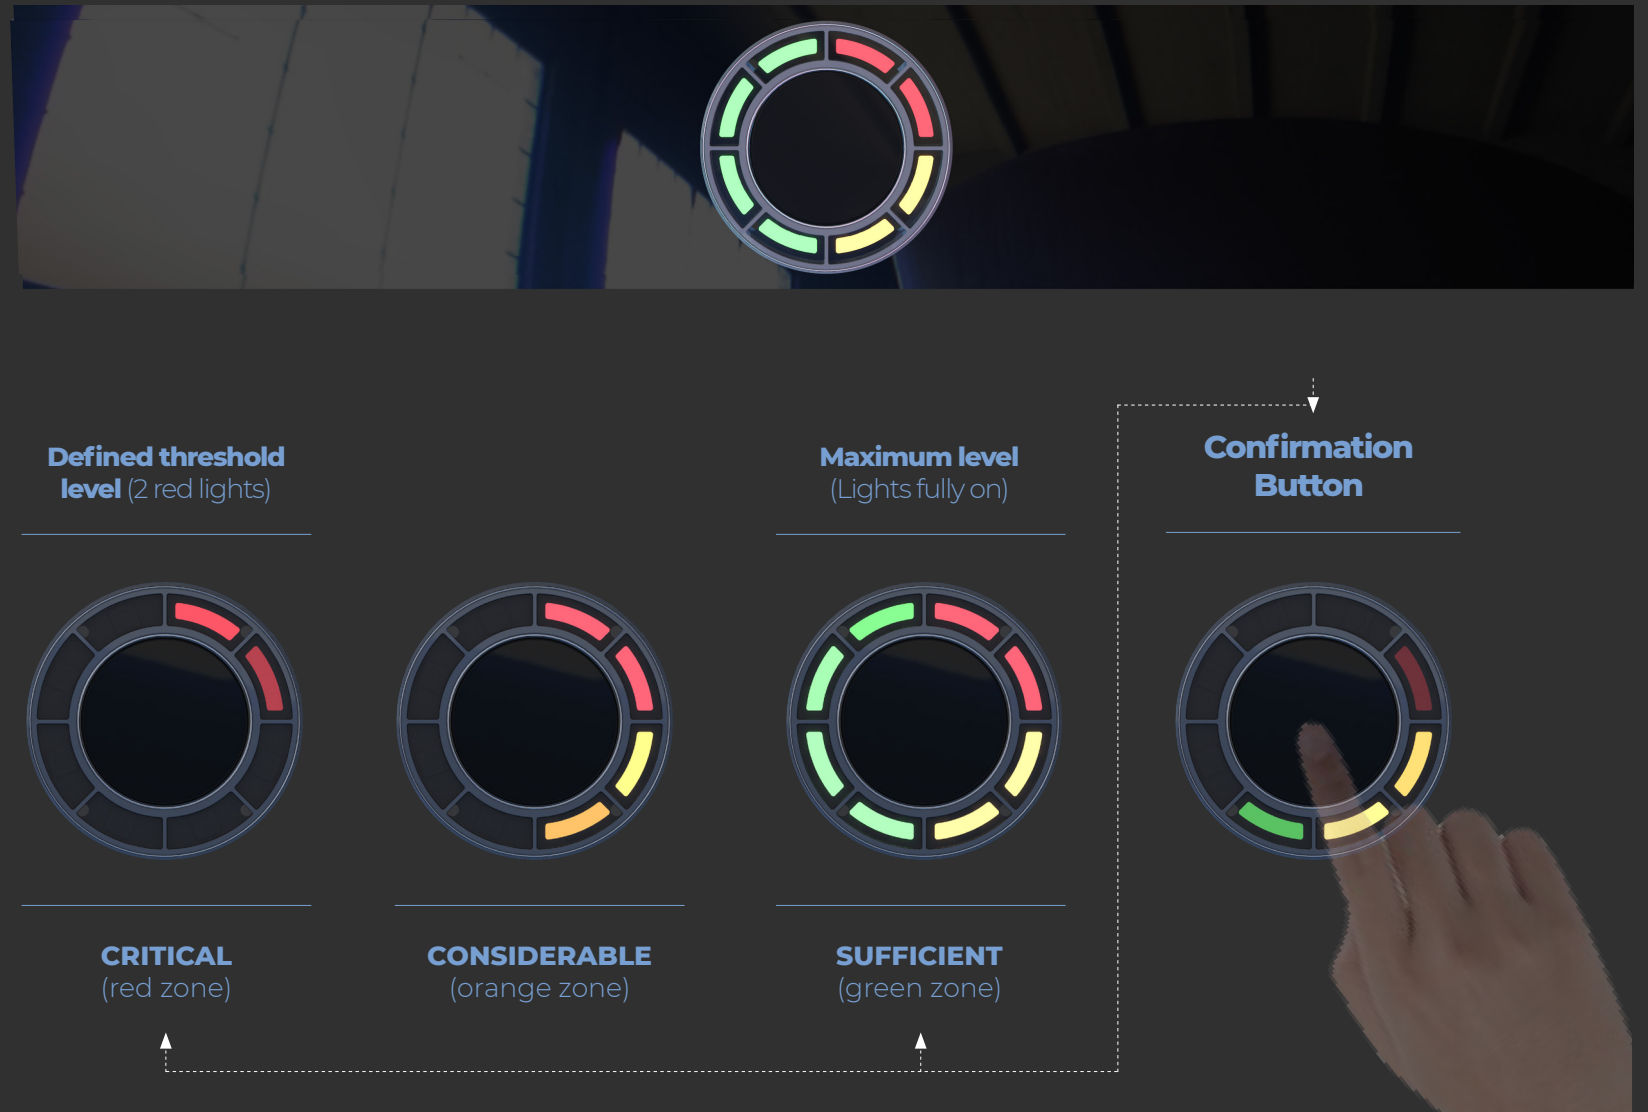 Defined threshold
level (2 red lights)
Maximum level
(Lights fully on)
Confirmation
Button
CRITICAL
(red zone)
CONSIDERABLE
(orange zone)
SUFFICIENT
(green zone)